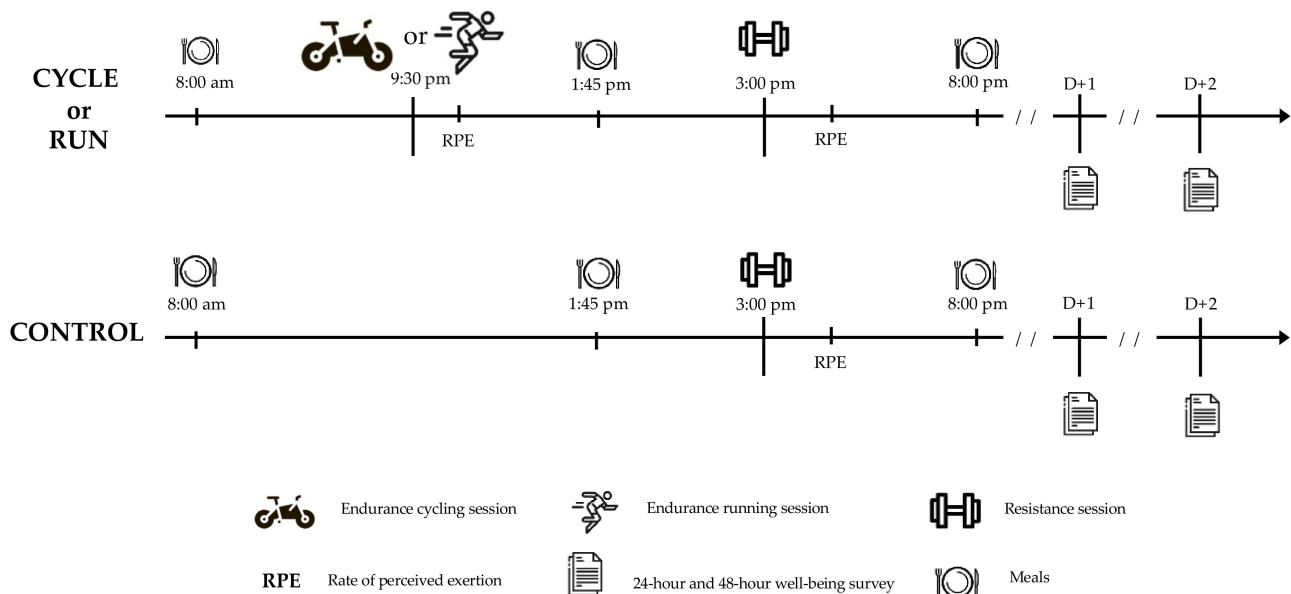 or
8:00 am
9:30 pm
1:45 pm
3:00 pm
8:00 pm
D+1
D+2
CYCLE
or
RUN
RPE
RPE
/ /
/ /
8:00 am
1:45 pm
3:00 pm
8:00 pm
D+1
D+2
CONTROL
RPE
/ /
/ /
Endurance cycling session
Endurance running session
Resistance session
RPE Rate of perceived exertion
24-hour and 48-hour well-being survey
Meals